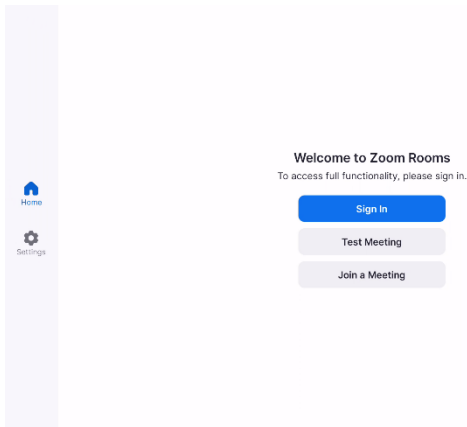 Welcome to Zoom Rooms
To access full functionality, please sign in.
Sign In
Test Meeting
Join a Meeting
Home
Settings